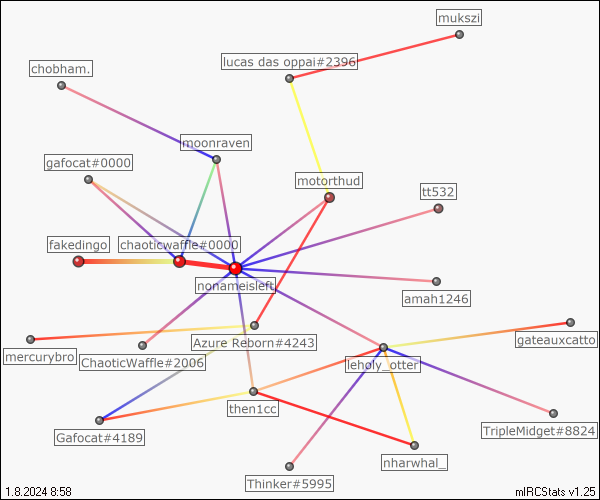 mukszi
lucas das oppai#2396
chobham.
moonraven
gafocat#0000
motorthud
tt532
fakedingo
chaoticwaffle#0000
nonameisleft
amah1246
Azure Reborn#4243
gateauxcatto
mercurybro
ChaoticWaffle#2006
leholy_otter
then1cc
Gafocat#4189
TripleMidget#8824
nharwhal_
Thinker#5995
1.8.2024 8:58
mIRCStats v1.25